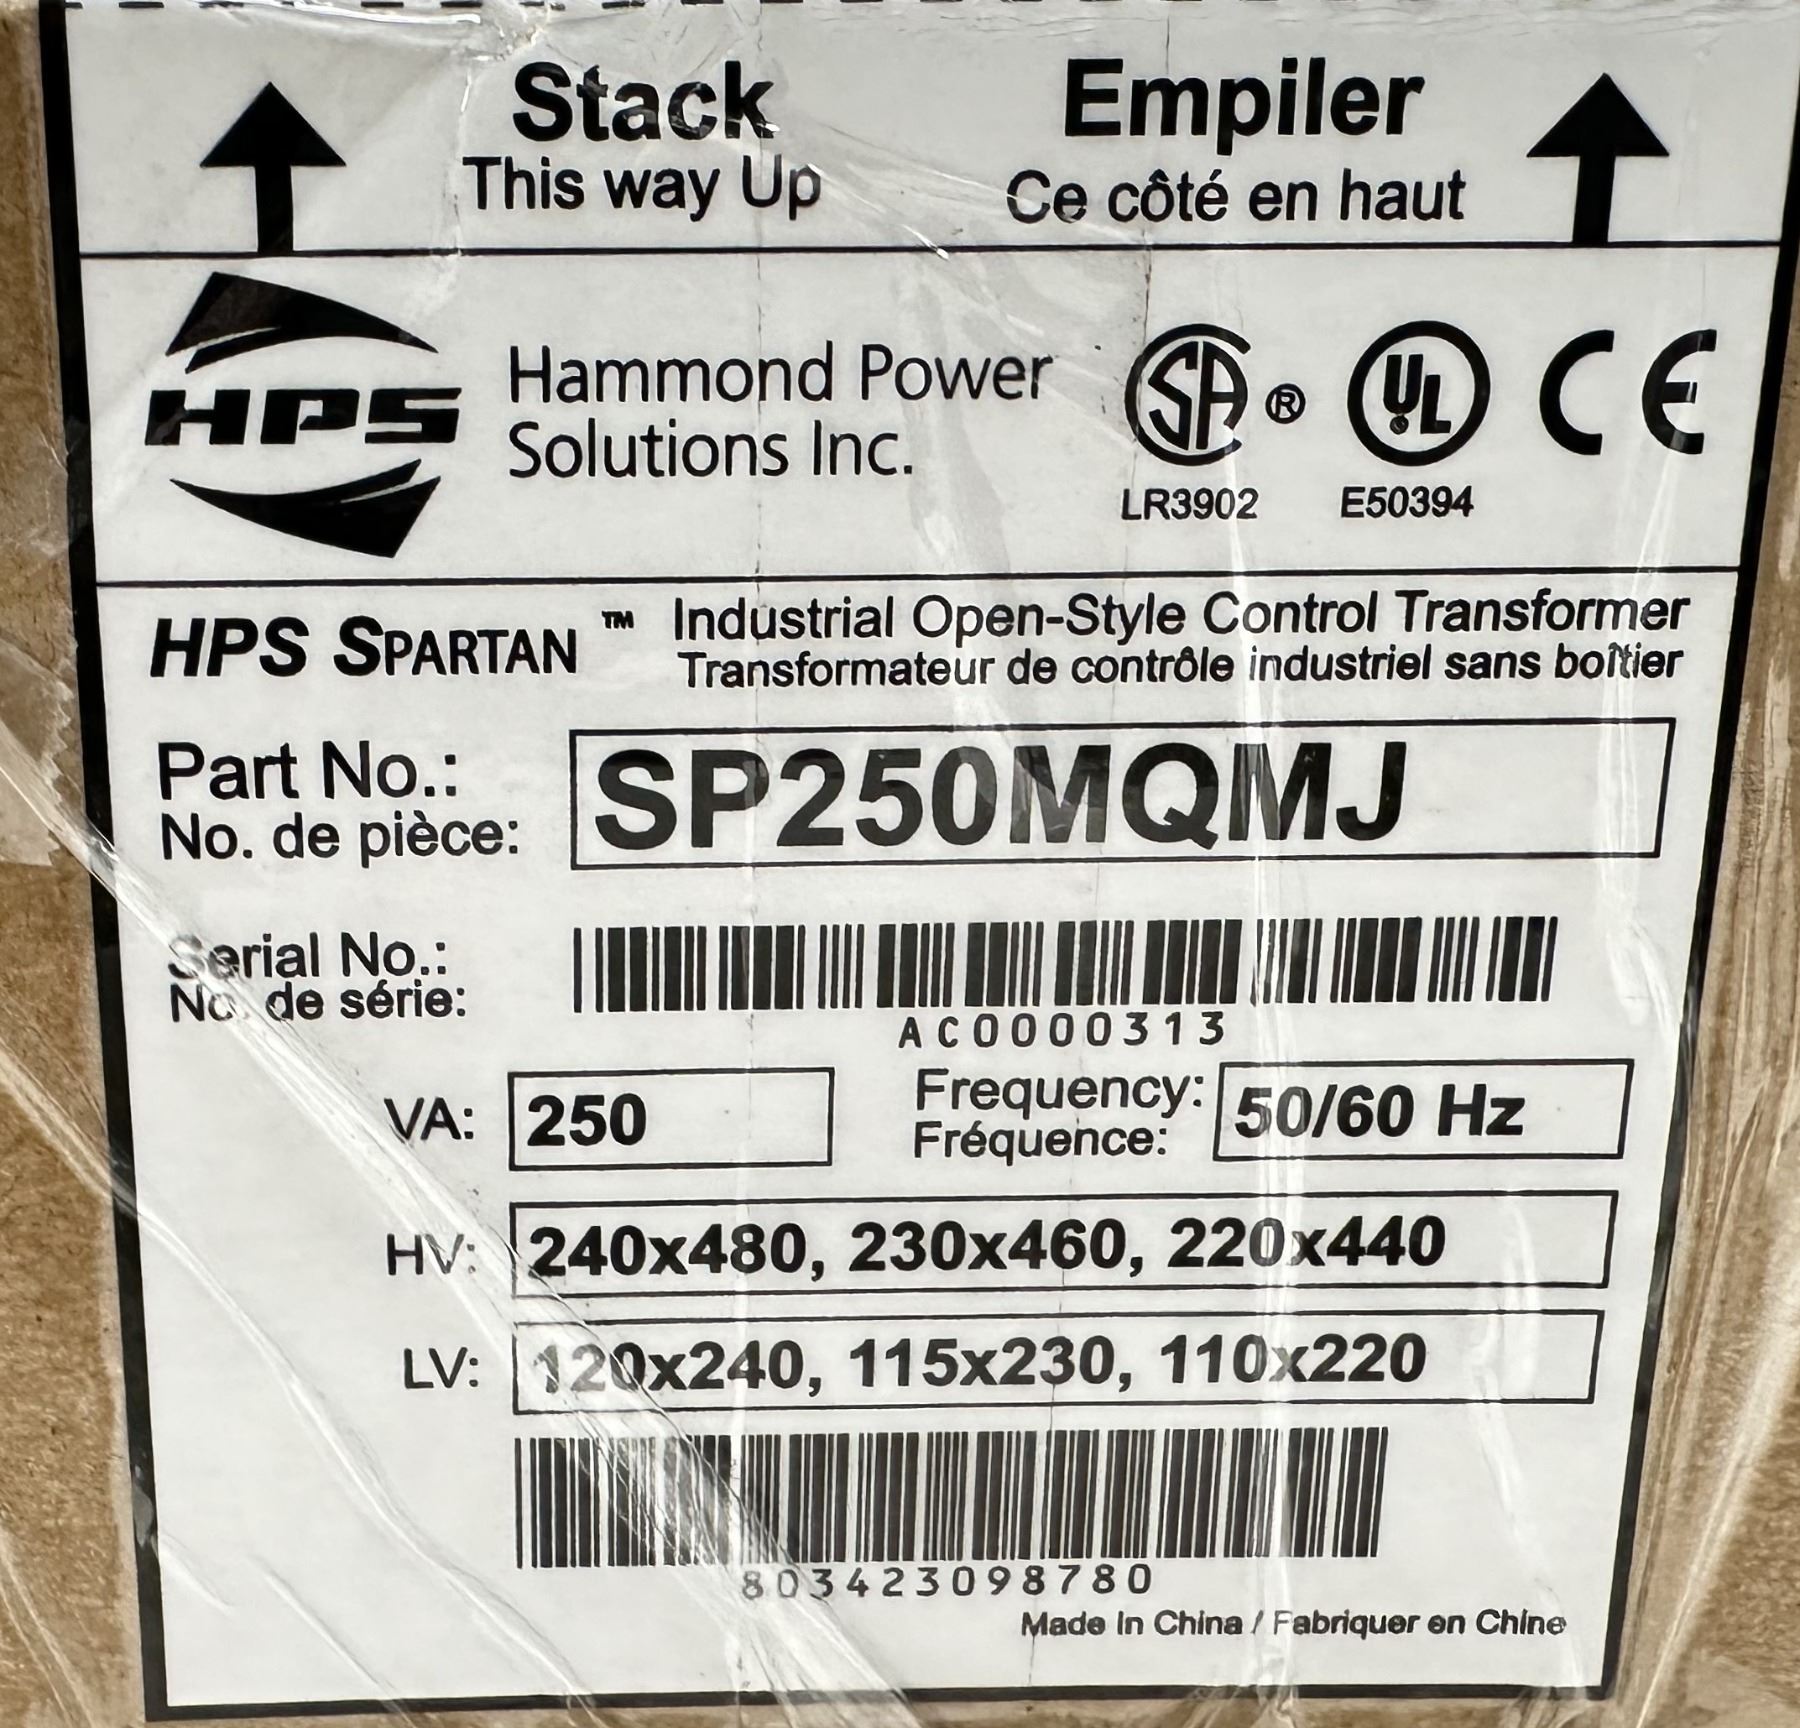 Stack Empiler
This way Up Ce côté en haut
HPS Hammond Power
Solutions Inc.
SA ® UL CE
LR3902 E50394
HPS SPARTAN ™ Industrial Open-Style Control Transformer
Transformateur de contrôle industriel sans boîtier
Part No.: SP250MQMJ
No. de pièce:
Serial No.:
No. de série:
AC0000313
VA: 250 Frequency: 50/60 Hz
Fréquence:
HV: 240x480, 230x460, 220x440
LV: 120x240, 115x230, 110x220
803423098780
Made In China / Fabriquer en Chine